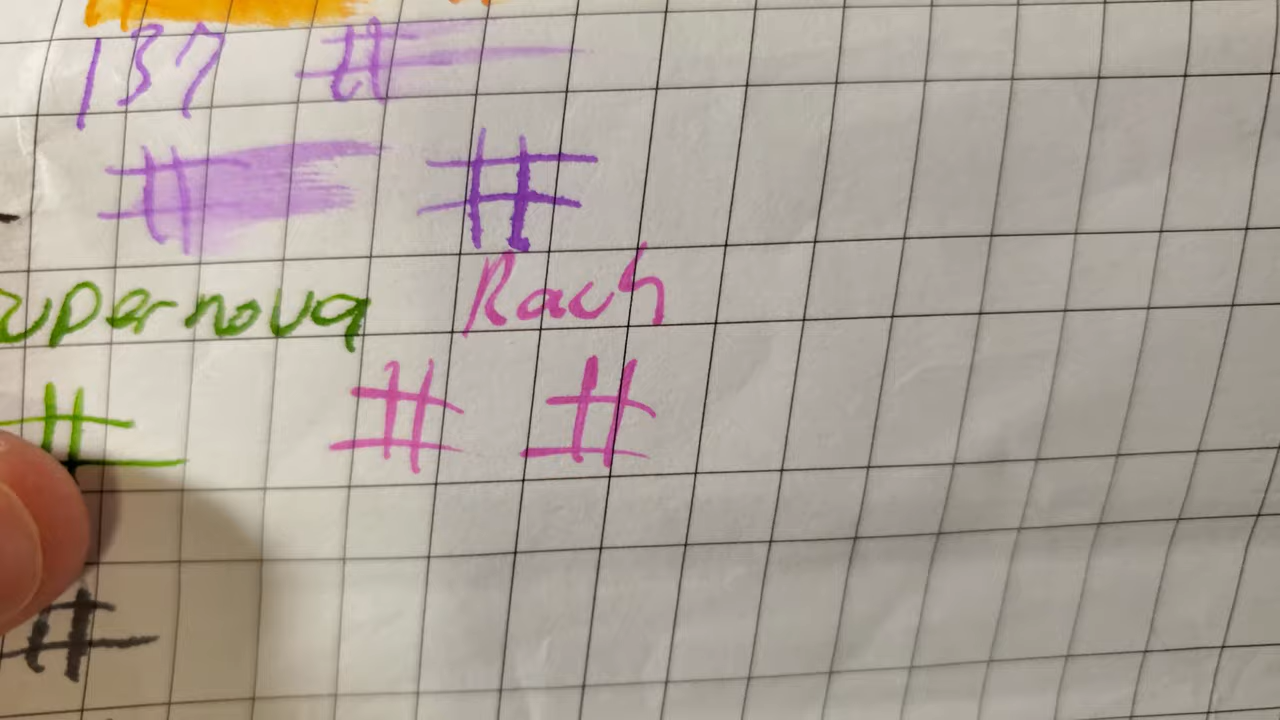 137 #
# #
upernova Rach
# # #
#